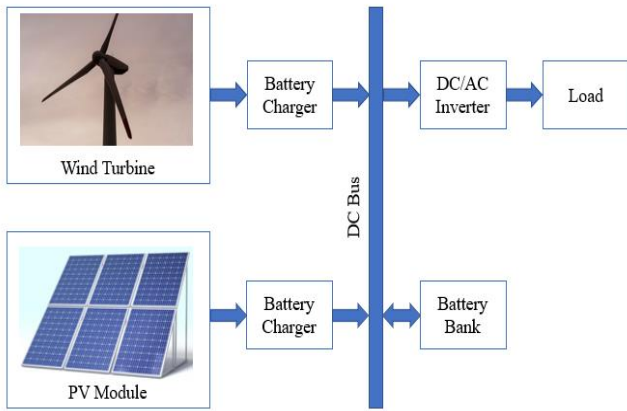 Wind Turbine
Battery
Charger
DC/AC
Inverter
Load
DC Bus
PV Module
Battery
Charger
Battery
Bank